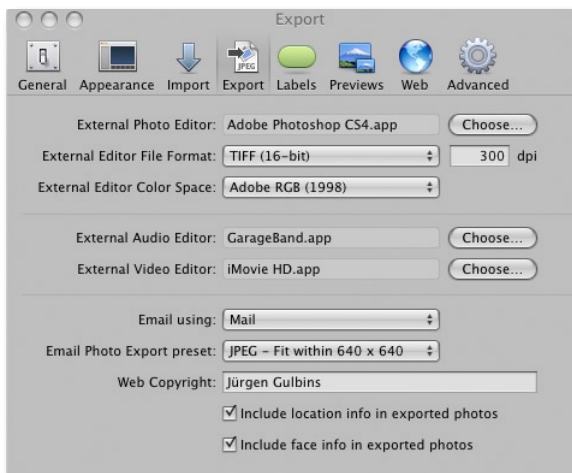 Export
General Appearance Import Export Labels Previews Web Advanced
JPEG
External Photo Editor: Adobe Photoshop CS4.app Choose...
External Editor File Format: TIFF (16-bit) 300 dpi
External Editor Color Space: Adobe RGB (1998)
External Audio Editor: GarageBand.app Choose...
External Video Editor: iMovie HD.app Choose...
Email using: Mail
Email Photo Export preset: JPEG – Fit within 640 x 640
Web Copyright: Jürgen Gulbins
Include location info in exported photos
Include face info in exported photos